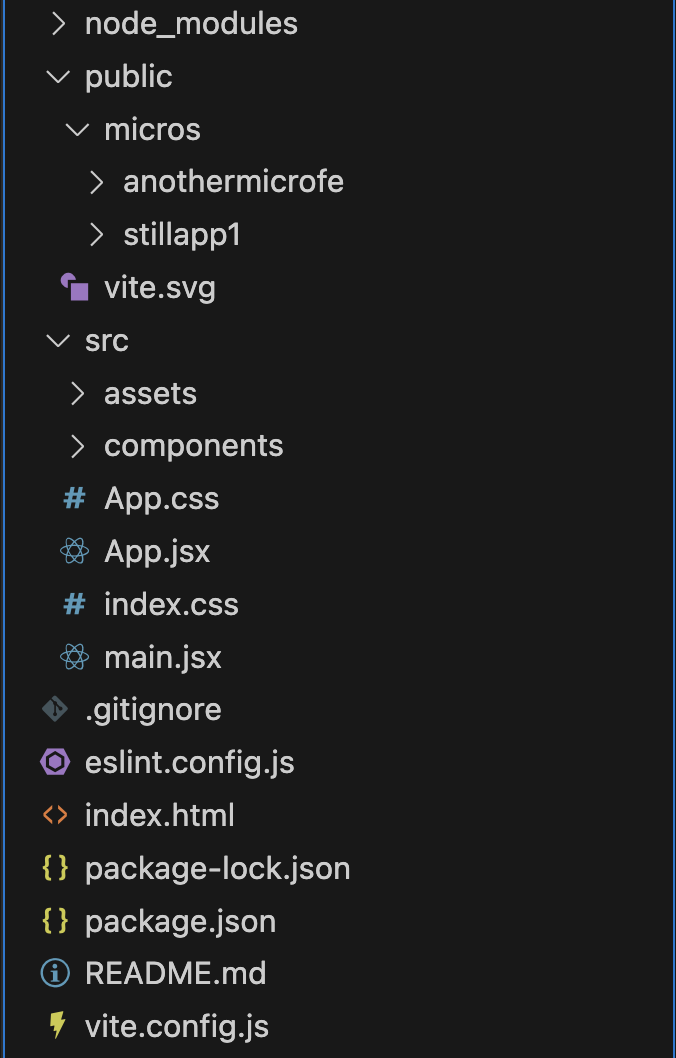 node_modules
public
micros
anothermicrofe
stillapp1
vite.svg
src
assets
components
App.css
App.jsx
index.css
main.jsx
.gitignore
eslint.config.js
index.html
package-lock.json
package.json
README.md
vite.config.js